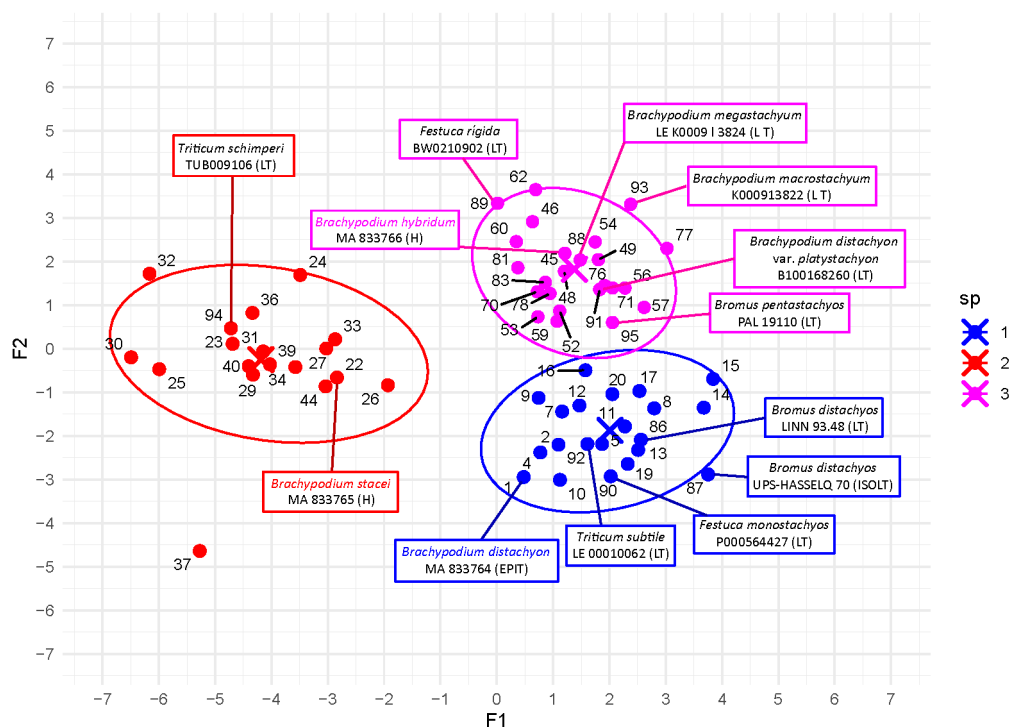 7
6
5
4
3
2
1
0
−1
−2
−3
−4
−5
−6
−7
F2
−7 −6 −5 −4 −3 −2 −1 0 1 2 3 4 5 6 7
F1
Triticum schimperi
TUB009106 (LT)
Festuca rígida
BW0210902 (LT)
Brachypodium megastachyum
LE K0009 l 3824 (L T)
Brachypodium macrostachyum
K000913822 (L T)
Brachypodium hybridum
MA 833766 (H)
Brachypodium distachyon
var. platystachyon
B100168260 (LT)
Bromus pentastachyos
PAL 19110 (LT)
Bromus distachyos
LINN 93.48 (LT)
Bromus distachyos
UPS-HASSELQ 70 (ISOLT)
Festuca monostachyos
P000564427 (LT)
Triticum subtile
LE 00010062 (LT)
Brachypodium distachyon
MA 833764 (EPIT)
Brachypodium stacei
MA 833765 (H)
32
24
36
94
33
31
23
30
39
27
22
40
34
25
29
44
26
37
62
93
89
46
54
77
60
88
49
81
45
76
56
83
48
71
57
70
78
91
53
59
52
95
16
20
17
15
9
12
8
14
7
11
86
2
5
92
13
4
19
1
10
90
87
sp
1
2
3